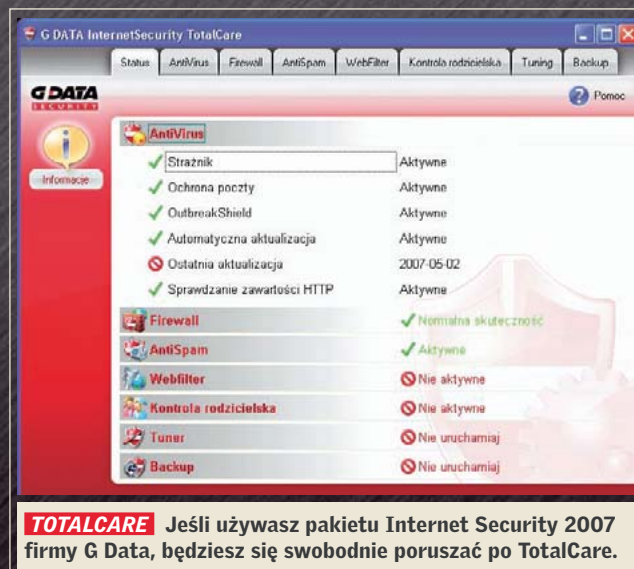 G DATA InternetSecurity TotalCare
Status AntiVirus Firewall AntiSpam WebFilter Kontrola rodzicielska Tuning Backup
G DATA
SECURITY
Pomoc
Informacje
AntiVirus
Strażnik Aktywne
Ochrona poczty Aktywne
OutbreakShield Aktywne
Automatyczna aktualizacja Aktywne
Ostatnia aktualizacja 2007-05-02
Sprawdzanie zawartości HTTP Aktywne
Firewall Normalna skuteczność
AntiSpam Aktywne
Webfilter Nie aktywne
Kontrola rodzicielska Nie aktywne
Tuner Nie uruchamiaj
Backup Nie uruchamiaj
TOTALCARE Jeśli używasz pakietu Internet Security 2007
firmy G Data, będziesz się swobodnie poruszać po TotalCare.